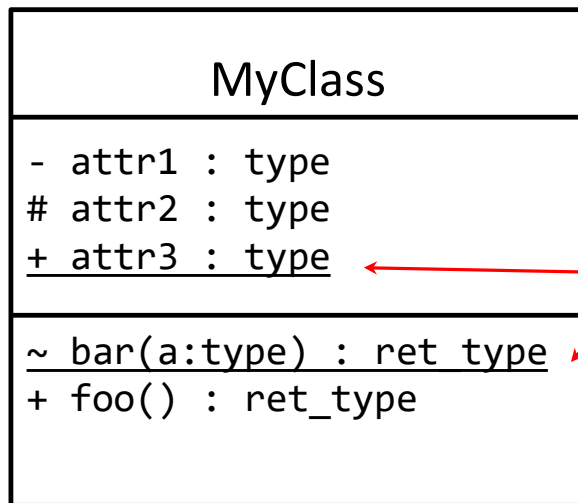 MyClass
- attr1 : type
# attr2 : type
+ attr3 : type
~ bar(a:type) : ret_type
+ foo() : ret_type